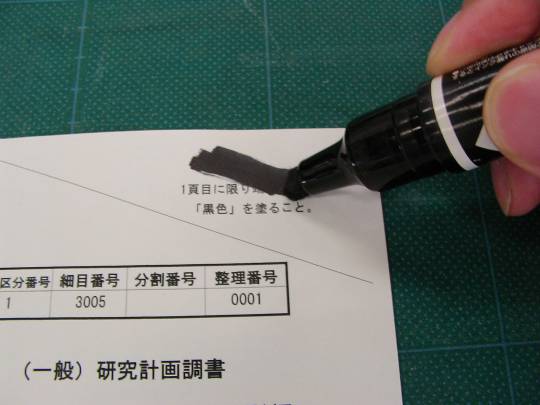 1頁目に限り
「黒色」を塗ること。
区分番号 細目番号 分割番号 整理番号
1 3005 0001
（一般）研究計画調書